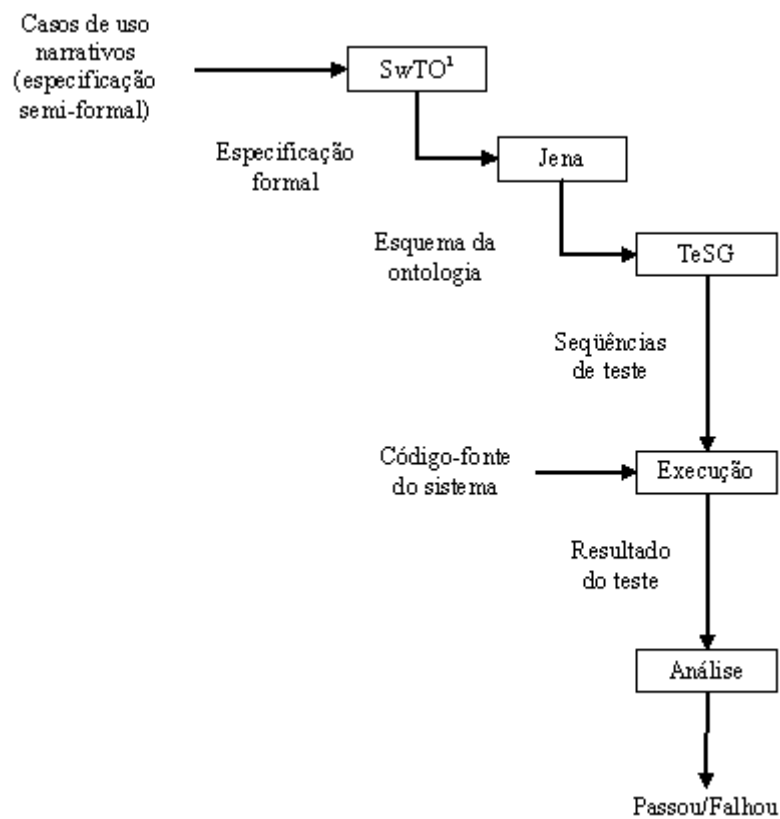 Casos de uso
narrativos
(especificação
semi-formal)
SwTO¹
Especificação
formal
Jena
Esquema da
ontologia
TeSG
Seqüências
de teste
Código-fonte
do sistema
Execução
Resultado
do teste
Análise
Passou/Falhou